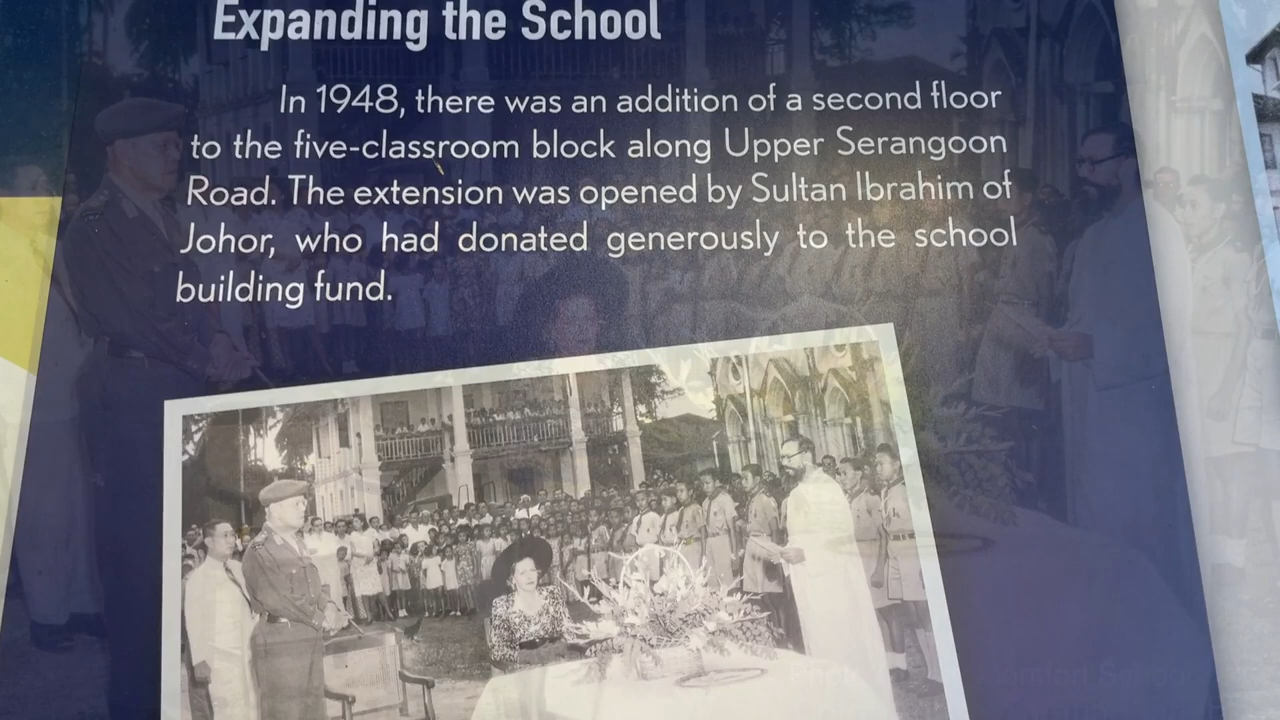 Expanding the School
In 1948, there was an addition of a second floor
to the five-classroom block along Upper Serangoon
Road. The extension was opened by Sultan Ibrahim of
Johor, who had donated generously to the school
building fund.